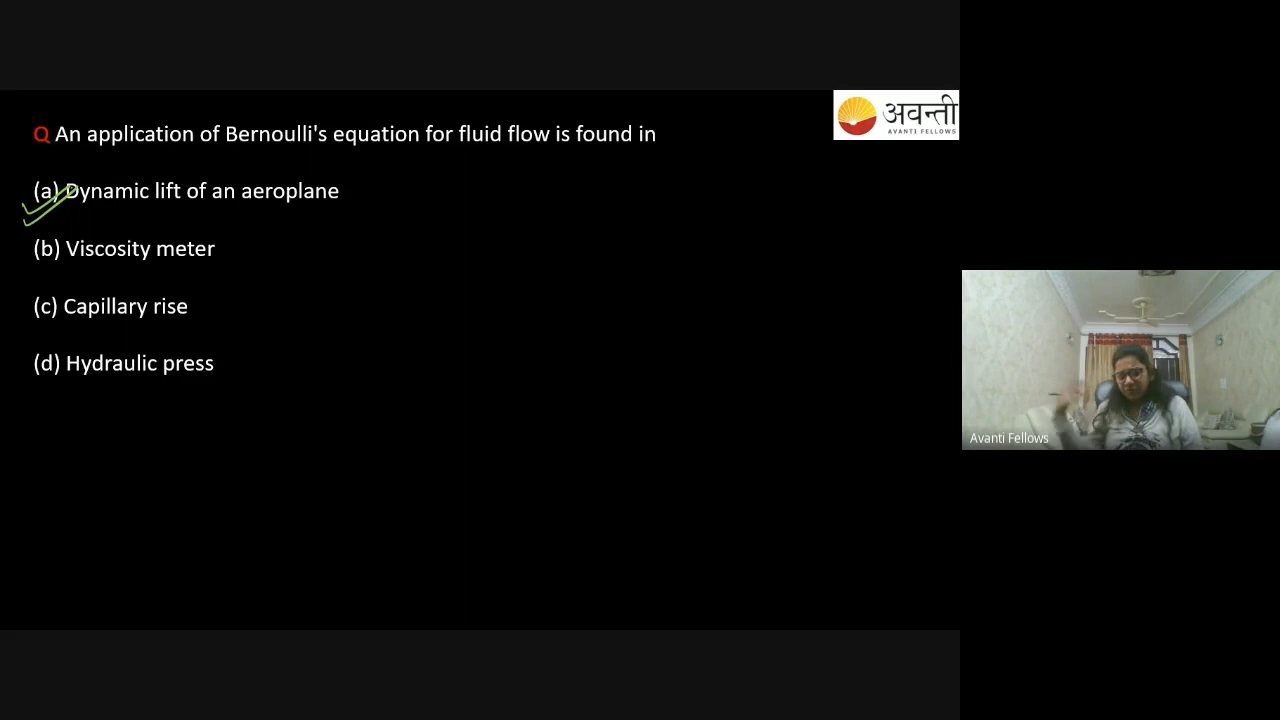 अवन्ती
AVANTI FELLOWS
Q An application of Bernoulli's equation for fluid flow is found in
(a) Dynamic lift of an aeroplane
(b) Viscosity meter
(c) Capillary rise
(d) Hydraulic press
Avanti Fellows